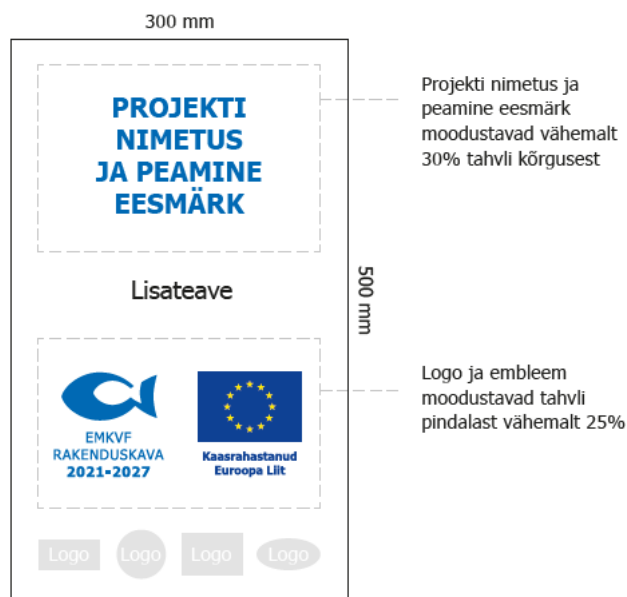 300 mm
PROJEKTI
NIMETUS
JA PEAMINE
EESMÄRK
Projekti nimetus ja
peamine eesmärk
moodustavad vähemalt
30% tahvli kõrgusest
Lisateave
500 mm
EMKVF
RAKENDUSKAVA
2021-2027
Kaasrahastanud
Euroopa Liit
Logo ja embleem
moodustavad tahvli
pindalast vähemalt 25%
Logo
Logo
Logo
Logo